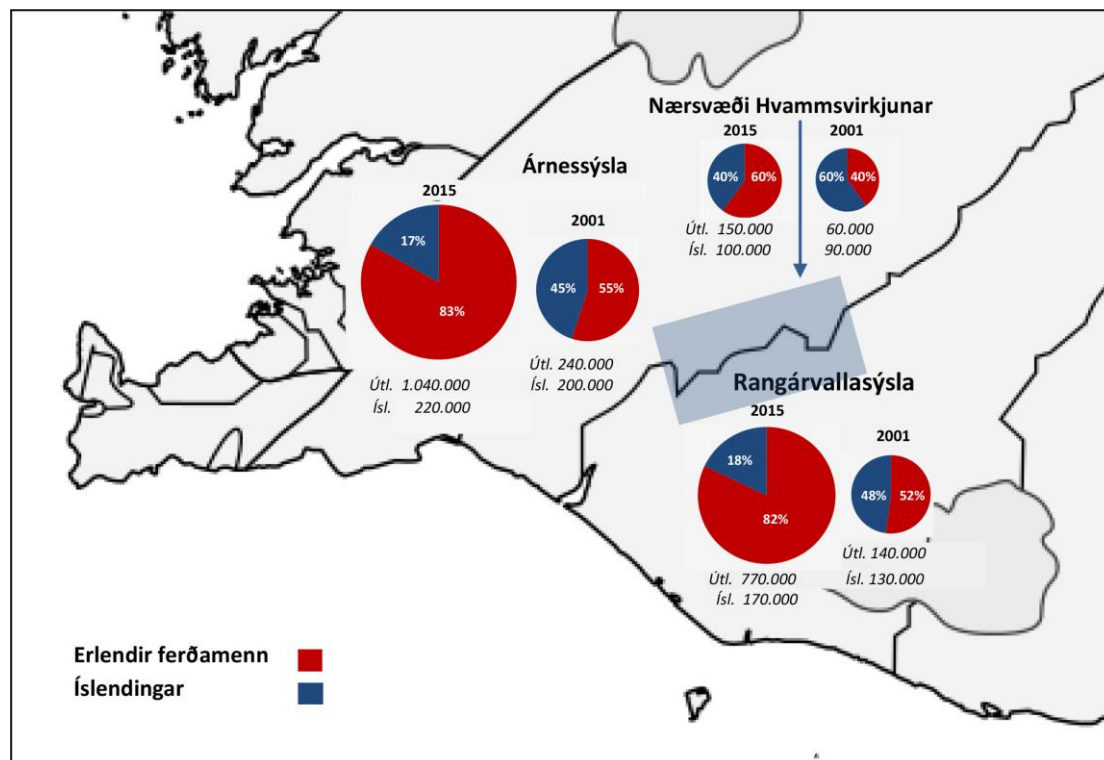 Nærsvæði Hvammsvirkjunar
2015
2001
40%
60%
60%
40%
Útl. 150.000
60.000
Ísl. 100.000
90.000
Árnessýsla
2015
2001
17%
83%
45%
55%
Útl. 1.040.000
Ísl. 220.000
Útl. 240.000
Ísl. 200.000
Rangárvallasýsla
2015
2001
18%
82%
48%
52%
Útl. 770.000
Ísl. 170.000
Útl. 140.000
Ísl. 130.000
Erlendir ferðamenn
Íslendingar